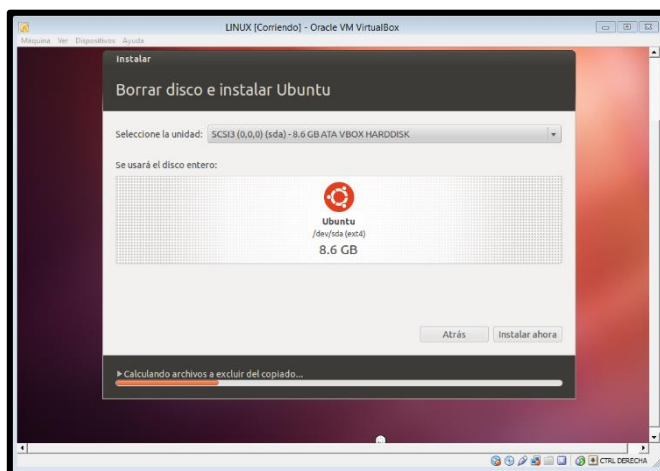 LINUX [Corriendo] - Oracle VM VirtualBox
Máquina Ver Dispositivos Ayuda
Instalar
Borrar disco e instalar Ubuntu
Seleccione la unidad: SCSI3 (0,0,0) (sda) - 8.6 GB ATA VBOX HARDDISK
Se usará el disco entero:
Ubuntu
/dev/sda (ext4)
8.6 GB
Atrás Instalar ahora
Calculando archivos a excluir del copiado...
CTRL DERECHA